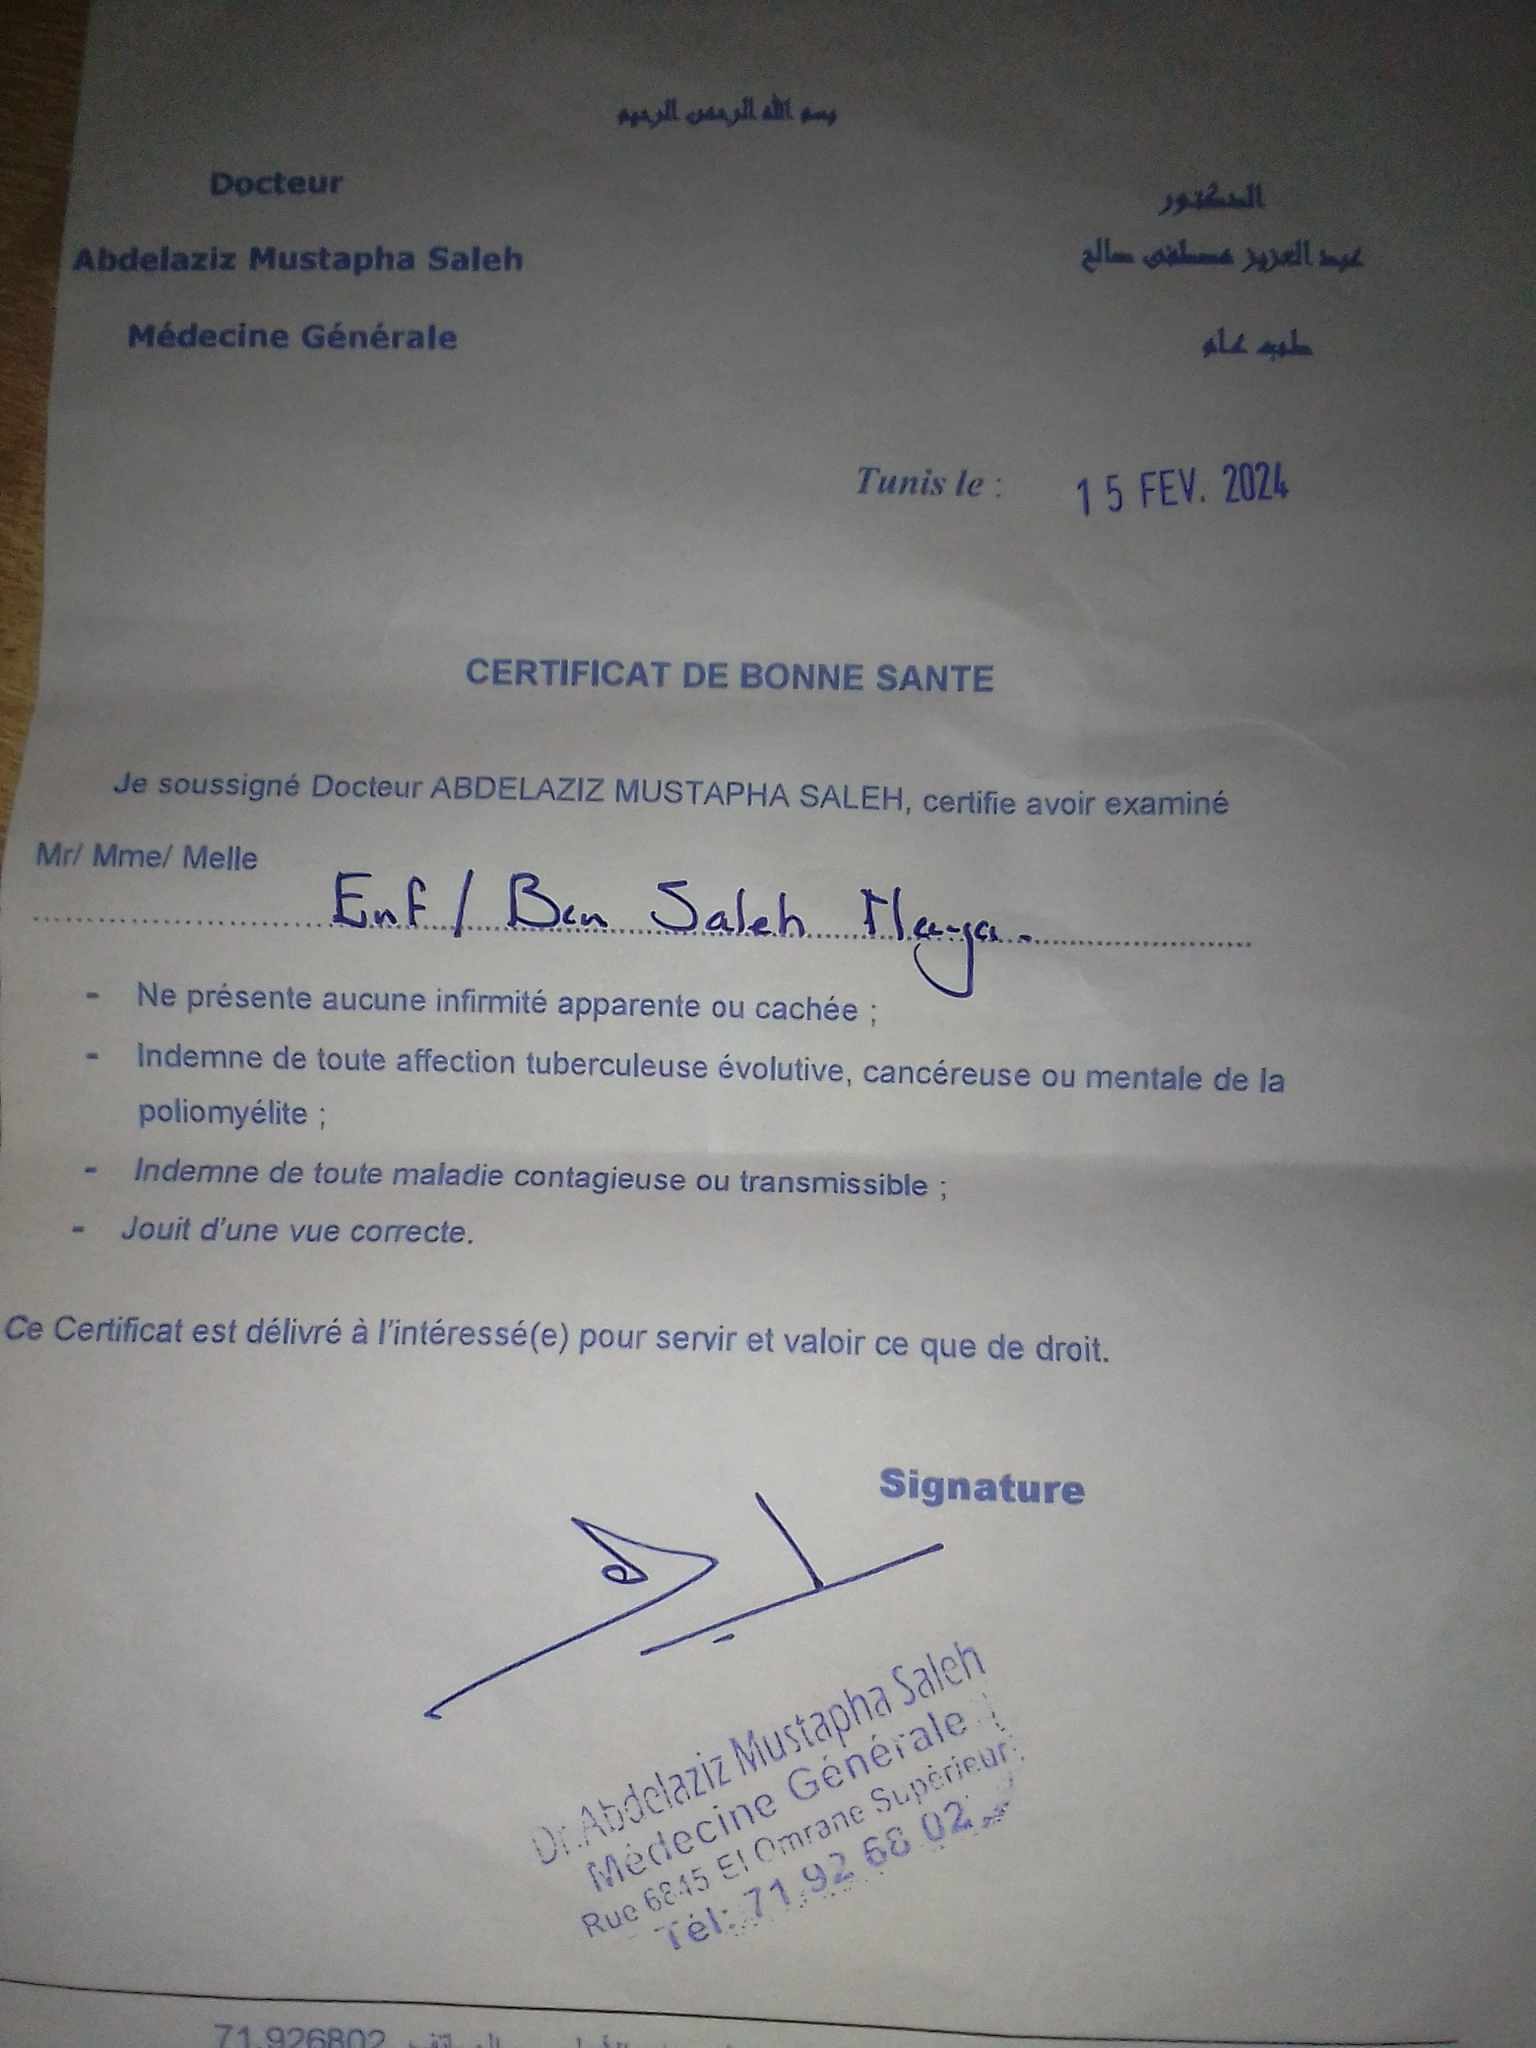 بسم الله الرحمن الرحيم
Docteur
Abdelaziz Mustapha Saleh
Médecine Générale
الدكتور
عبد العزيز مصطفى صالح
طب عام
Tunis le : 15 FEV. 2024
CERTIFICAT DE BONNE SANTE
Je soussigné Docteur ABDELAZIZ MUSTAPHA SALEH, certifie avoir examiné
Mr/ Mme/ Melle
Enf / Ben Saleh Maya.
- Ne présente aucune infirmité apparente ou cachée ;
- Indemne de toute affection tuberculeuse évolutive, cancéreuse ou mentale de la
poliomyélite ;
- Indemne de toute maladie contagieuse ou transmissible ;
- Jouit d'une vue correcte.
Ce Certificat est délivré à l'intéressé(e) pour servir et valoir ce que de droit.
Signature
Dr. Abdelaziz Mustapha Saleh
Médecine Générale
Rue 6845 El Omrane Supérieur
Tél: 71 92 68 02
71.926802